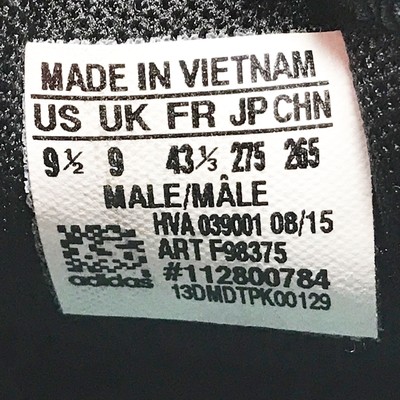 MADE IN VIETNAM
US UK FR JP CHN
9½ 9 43⅓ 275 265
MALE/MÂLE
HVA 039001 08/15
ART F98375
#112800784
adidas 13DMDTPK00129